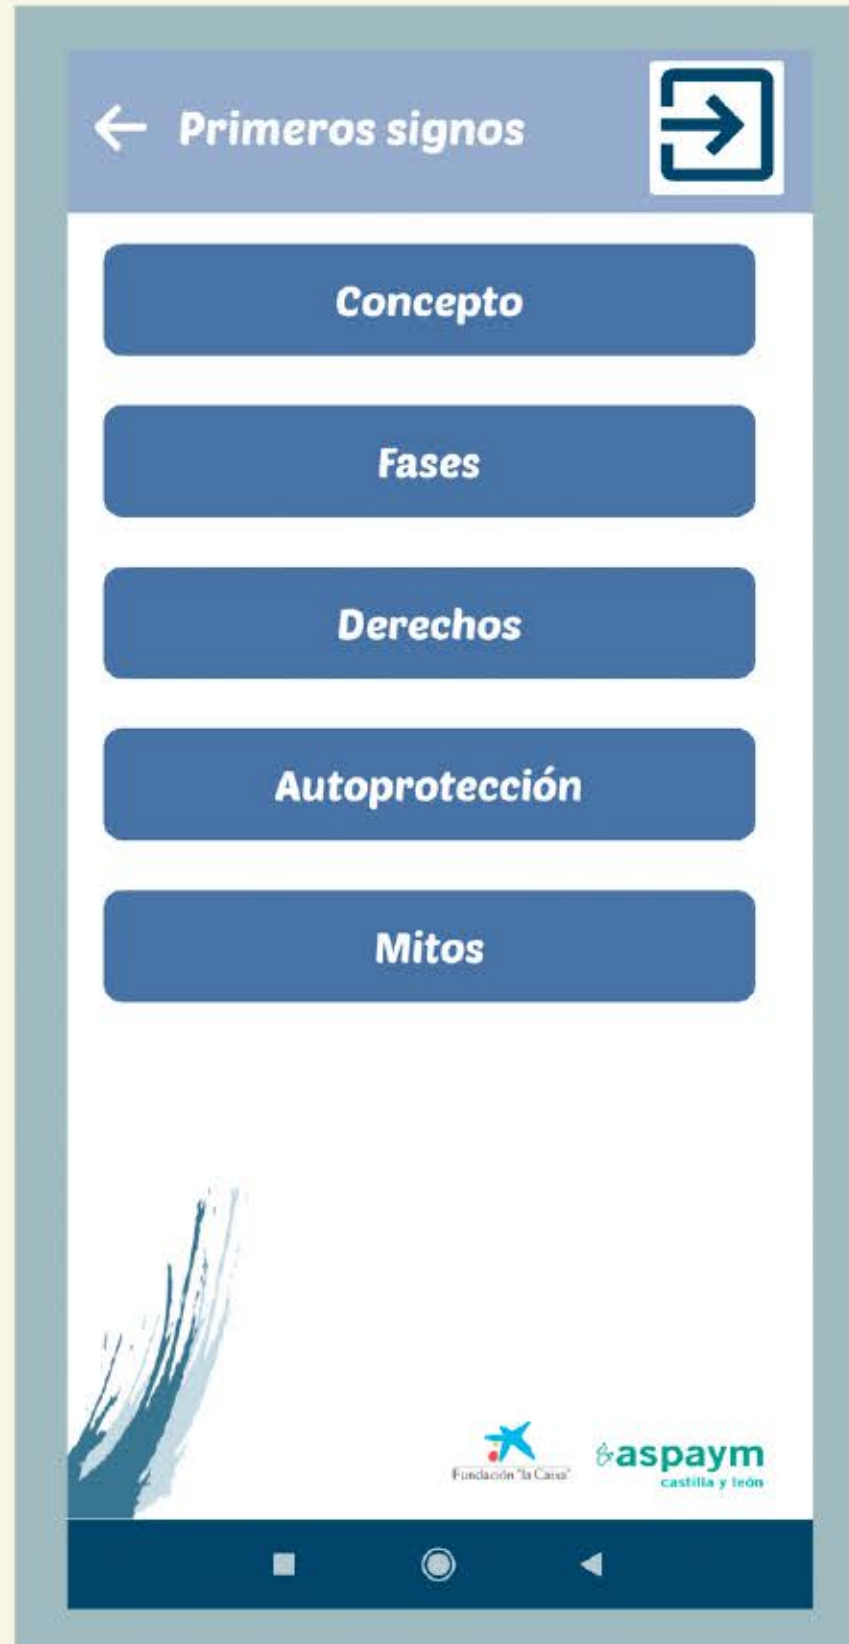 Primeros signos
Concepto
Fases
Derechos
Autoprotección
Mitos
Fundación "la Caixa"
aspaym
castilla y león